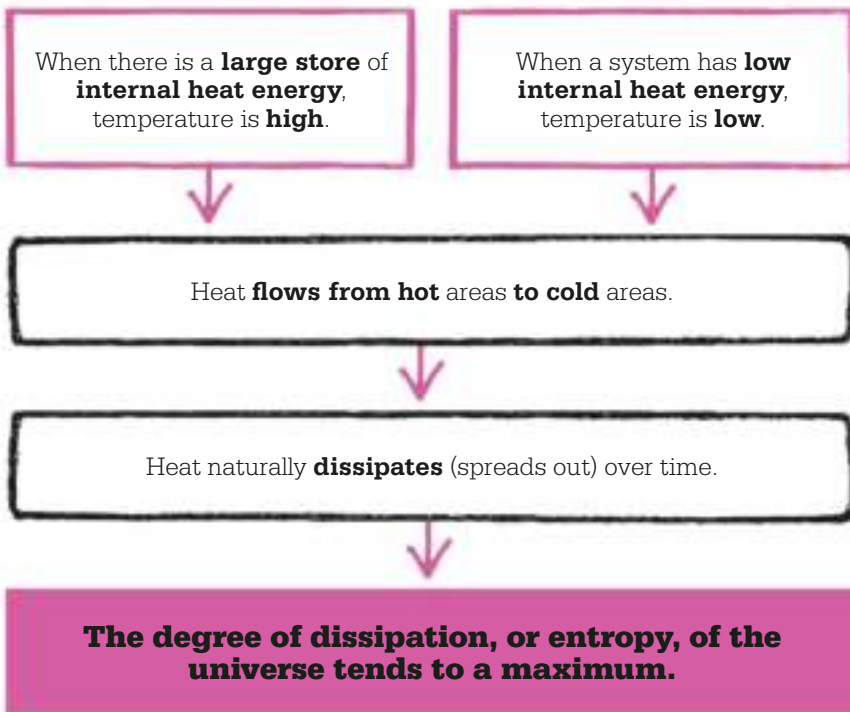 When there is a large store of
internal heat energy,
temperature is high.
When a system has low
internal heat energy,
temperature is low.
Heat flows from hot areas to cold areas.
Heat naturally dissipates (spreads out) over time.
The degree of dissipation, or entropy, of the
universe tends to a maximum.